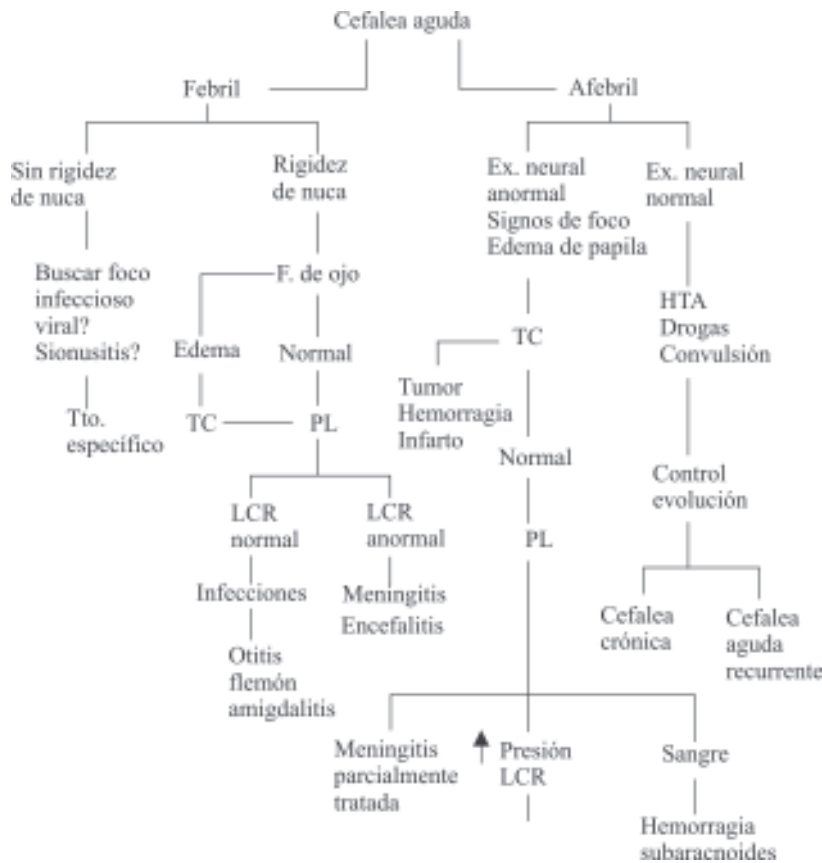 Cefalea aguda
Febril
Afebril
Sin rigidez
de nuca
Rigidez
de nuca
Ex. neural
anormal
Signos de foco
Edema de papila
Ex. neural
normal
Buscar foco
infeccioso
viral?
Sionusitis?
F. de ojo
HTA
Drogas
Convulsión
Edema
Normal
TC
Tumor
Hemorragia
Infarto
Tto.
específico
TC
PL
Normal
Control
evolución
LCR
normal
LCR
anormal
PL
Infecciones
Meningitis
Encefalitis
Cefalea
crónica
Cefalea
aguda
recurrente
Otitis
flemón
amigdalitis
Meningitis
parcialmente
tratada
Presión
LCR
Sangre
Hemorragia
subaracnoides